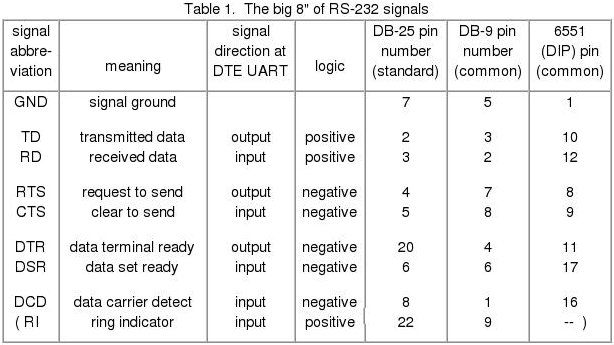 Table 1. The big 8" of RS-232 signals
signal signal DB-25 pin DB-9 pin 6551
abbre- direction at number number (DIP) pin
viation meaning DTE UART logic (standard) (common) (common)
GND signal ground 7 5 1
TD transmitted data output positive 2 3 10
RD received data input positive 3 2 12
RTS request to send output negative 4 7 8
CTS clear to send input negative 5 8 9
DTR data terminal ready output negative 20 4 11
DSR data set ready input negative 6 6 17
DCD data carrier detect input negative 8 1 16
( RI ring indicator input positive 22 9 -- )